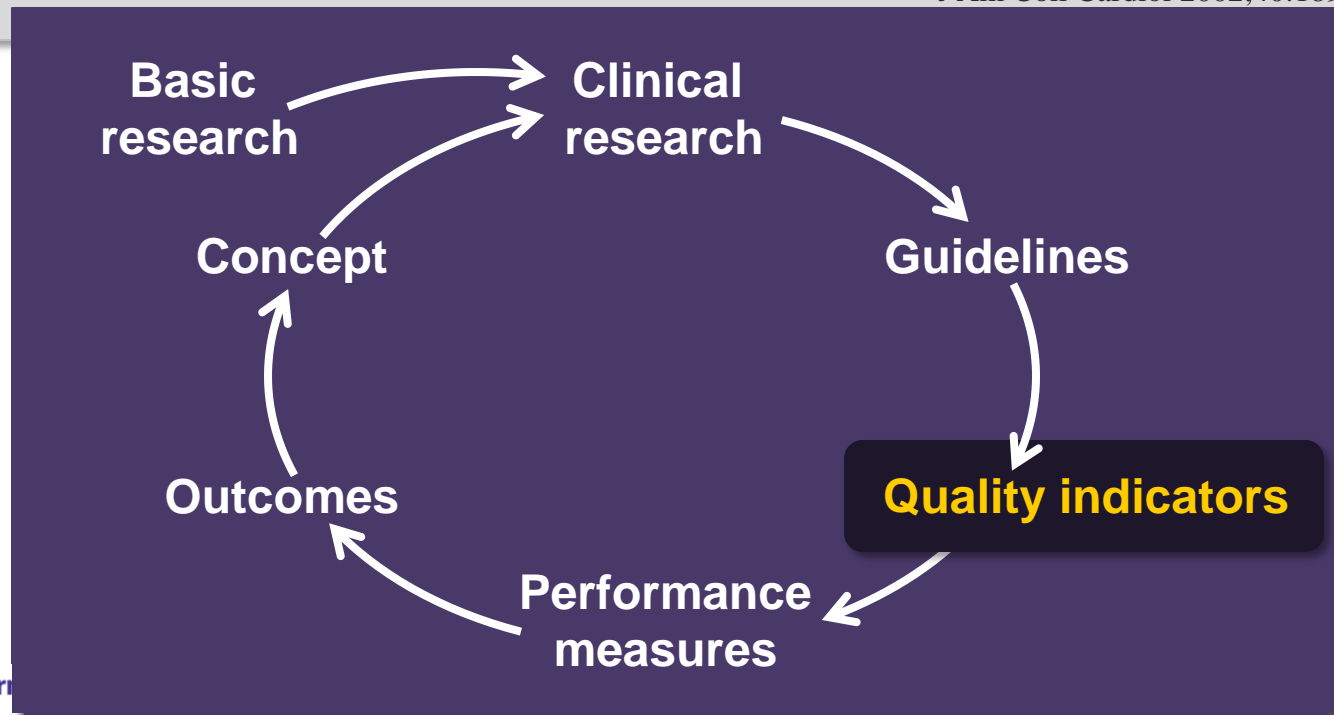 Basic
research
Clinical
research
Concept
Guidelines
Outcomes
Quality indicators
Performance
measures